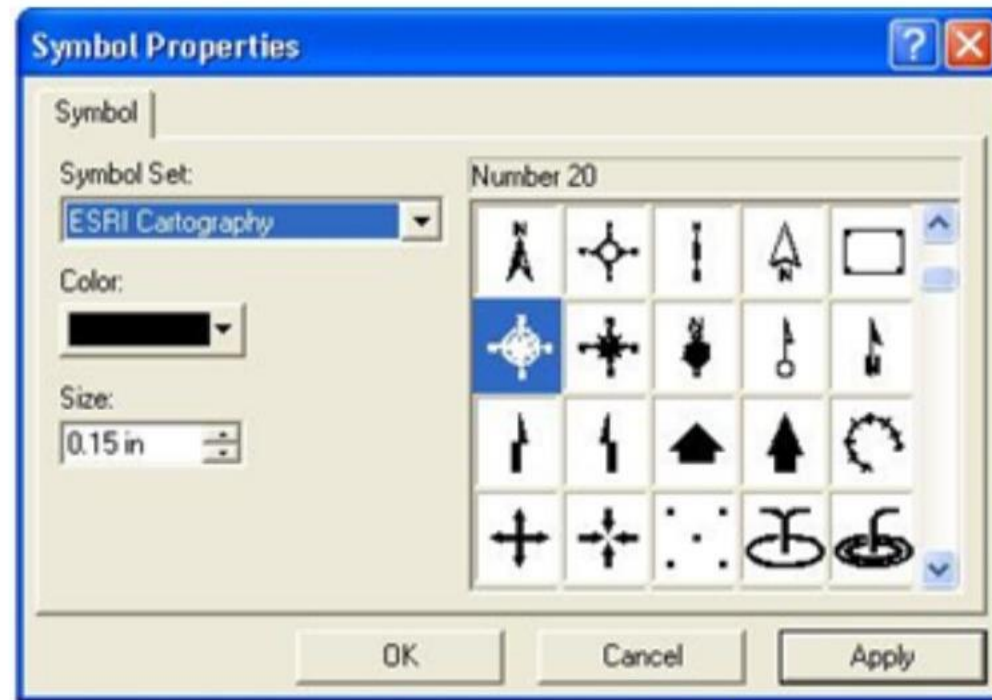 Symbol Properties
Symbol
Symbol Set:
Number 20
ESRI Cartography
Color:
Size:
0.15 in
N
N
N
OK
Cancel
Apply